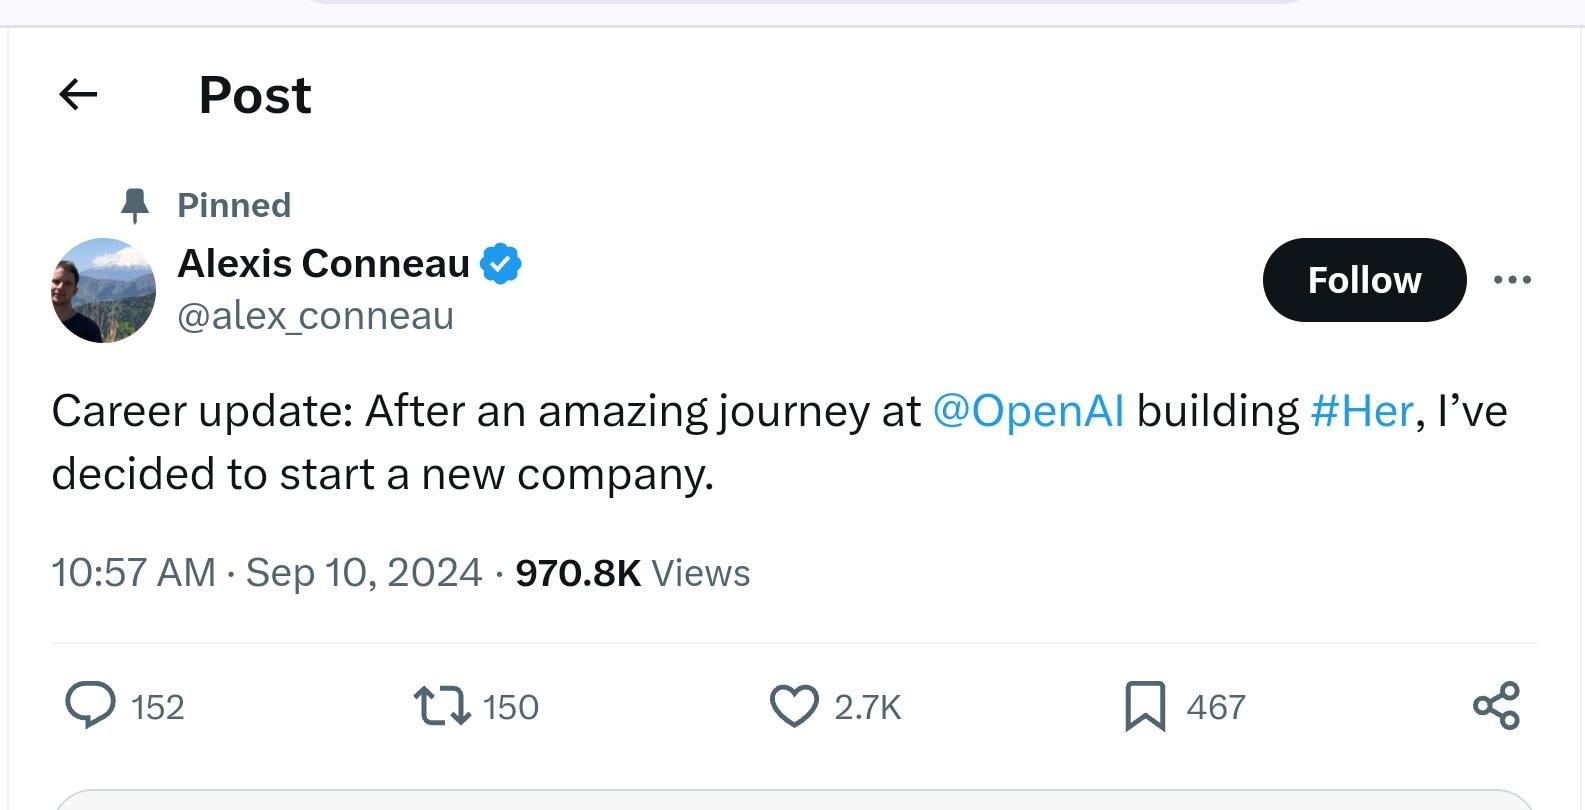 Post
Pinned
Alexis Conneau
@alex_conneau
Follow
Career update: After an amazing journey at @OpenAI building #Her, I’ve
decided to start a new company.
10:57 AM · Sep 10, 2024 · 970.8K Views
152 150 2.7K 467